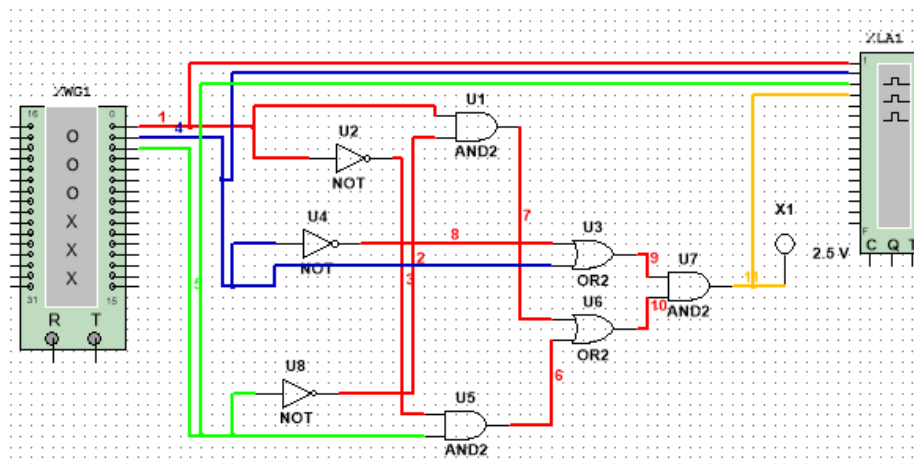 XLA1
XWG1
1
U1
16
0
1
4
O
U2
O
AND2
O
NOT
X
U4
7
X1
U3
X
8
F
X
NOT
2
9
U7
2.5 V
C Q T
3
OR2
11
31
15
U6
10
AND2
R T
OR2
U8
6
U5
NOT
AND2